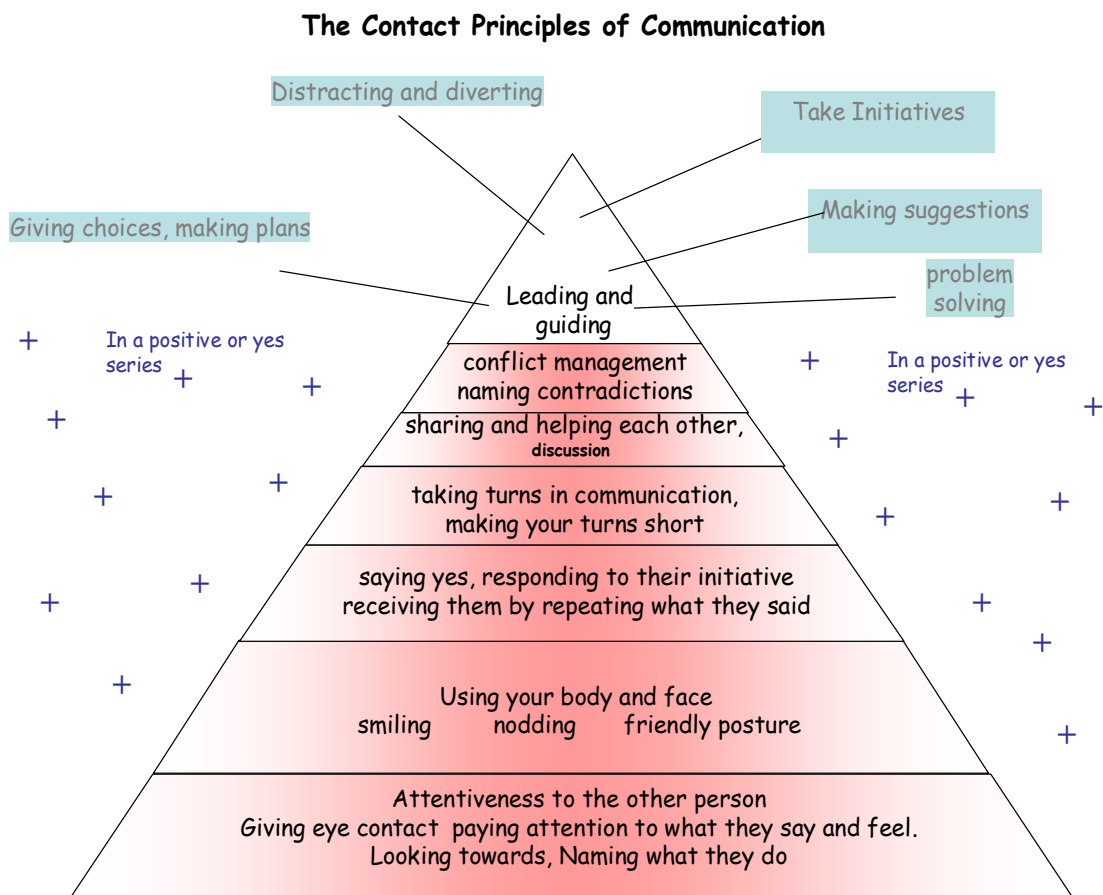 The Contact Principles of Communication
Distracting and diverting
Take Initiatives
Giving choices, making plans
Making suggestions
problem
solving
Leading and
guiding
In a positive or yes
series
In a positive or yes
series
conflict management
naming contradictions
sharing and helping each other,
discussion
taking turns in communication,
making your turns short
saying yes, responding to their initiative
receiving them by repeating what they said
Using your body and face
smiling nodding friendly posture
Attentiveness to the other person
Giving eye contact paying attention to what they say and feel.
Looking towards, Naming what they do